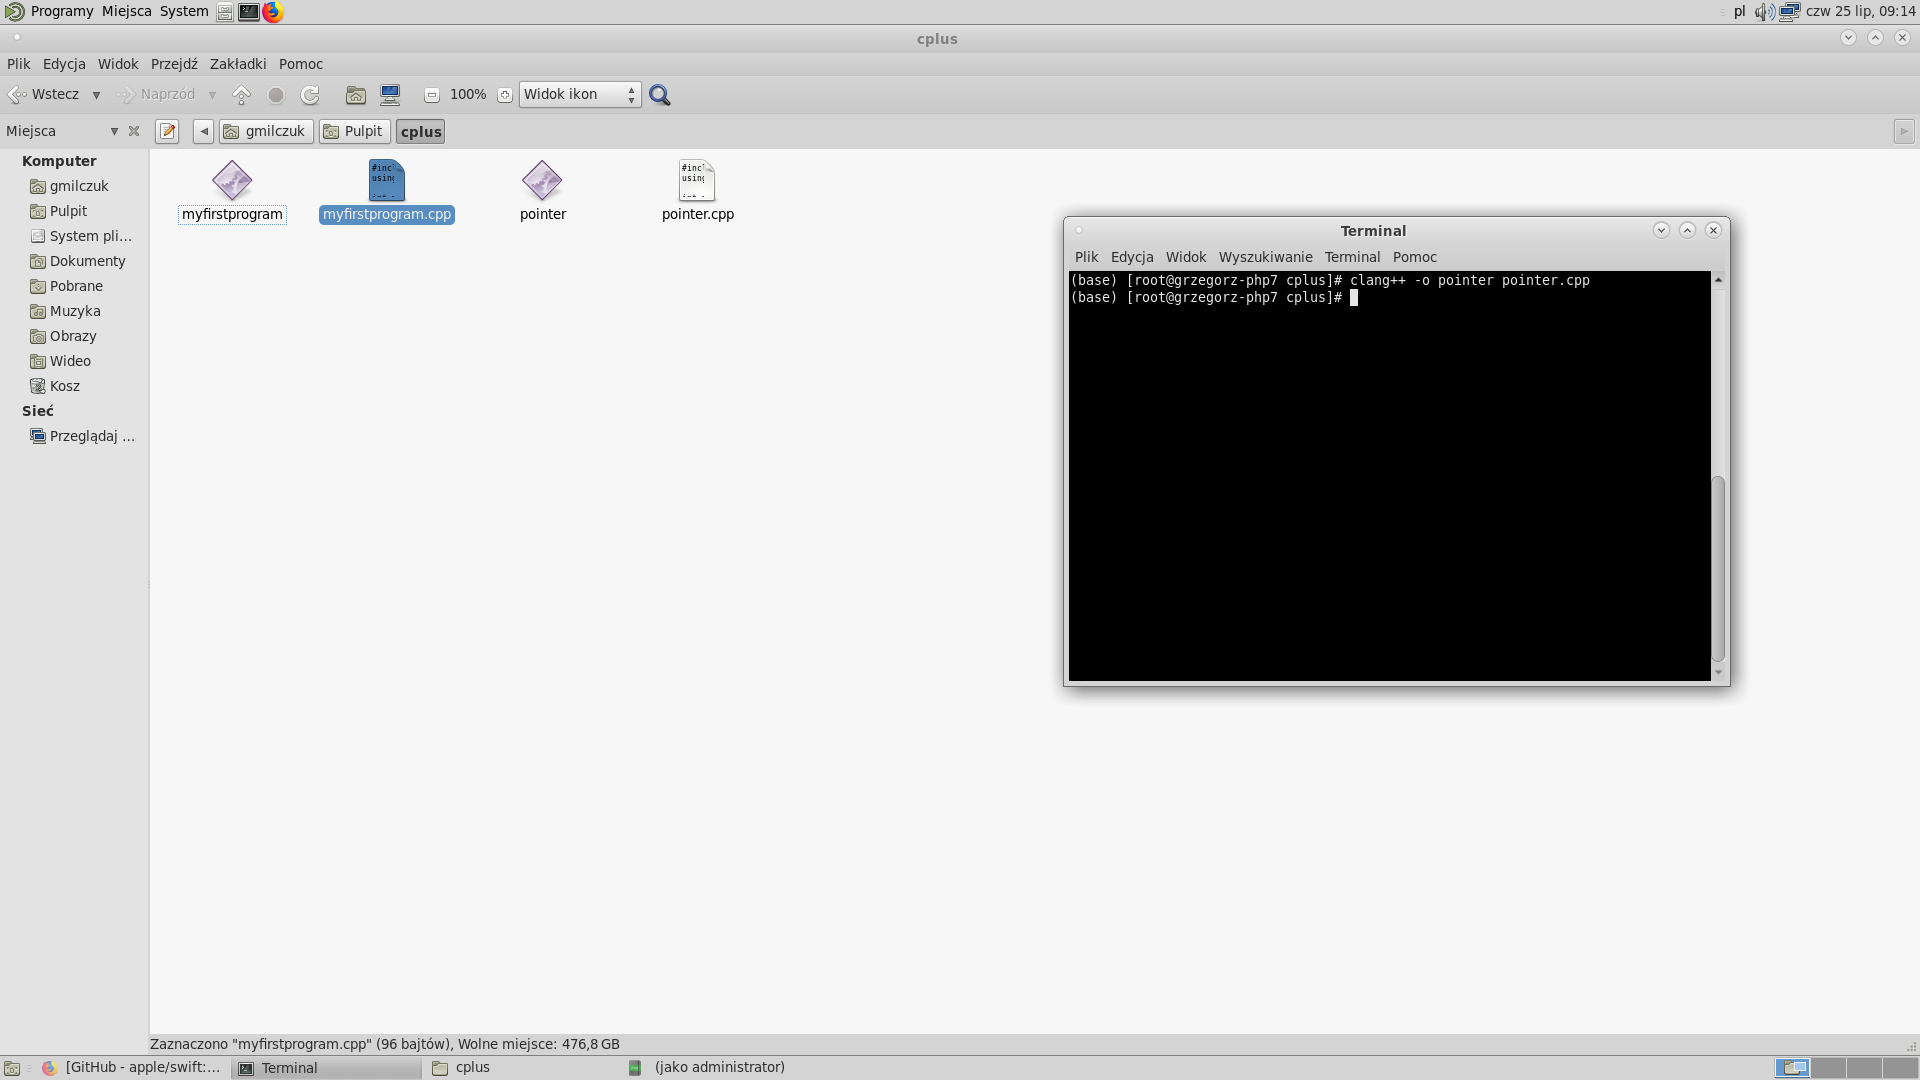 Programy Miejsca System
pl czw 25 lip, 09:14
cplus
Plik Edycja Widok Przejdź Zakładki Pomoc
Wstecz Naprzód 100% Widok ikon
Miejsca gmilczuk Pulpit cplus
Komputer
gmilczuk
Pulpit
System pli...
Dokumenty
Pobrane
Muzyka
Obrazy
Wideo
Kosz
Sieć
Przeglądaj ...
#incl
using
myfirstprogram myfirstprogram.cpp pointer pointer.cpp
#incl
using
Terminal
Plik Edycja Widok Wyszukiwanie Terminal Pomoc
(base) [root@grzegorz-php7 cplus]# clang++ -o pointer pointer.cpp
(base) [root@grzegorz-php7 cplus]#
Zaznaczono "myfirstprogram.cpp" (96 bajtów), Wolne miejsce: 476,8 GB
[GitHub - apple/swift:... Terminal cplus (jako administrator)